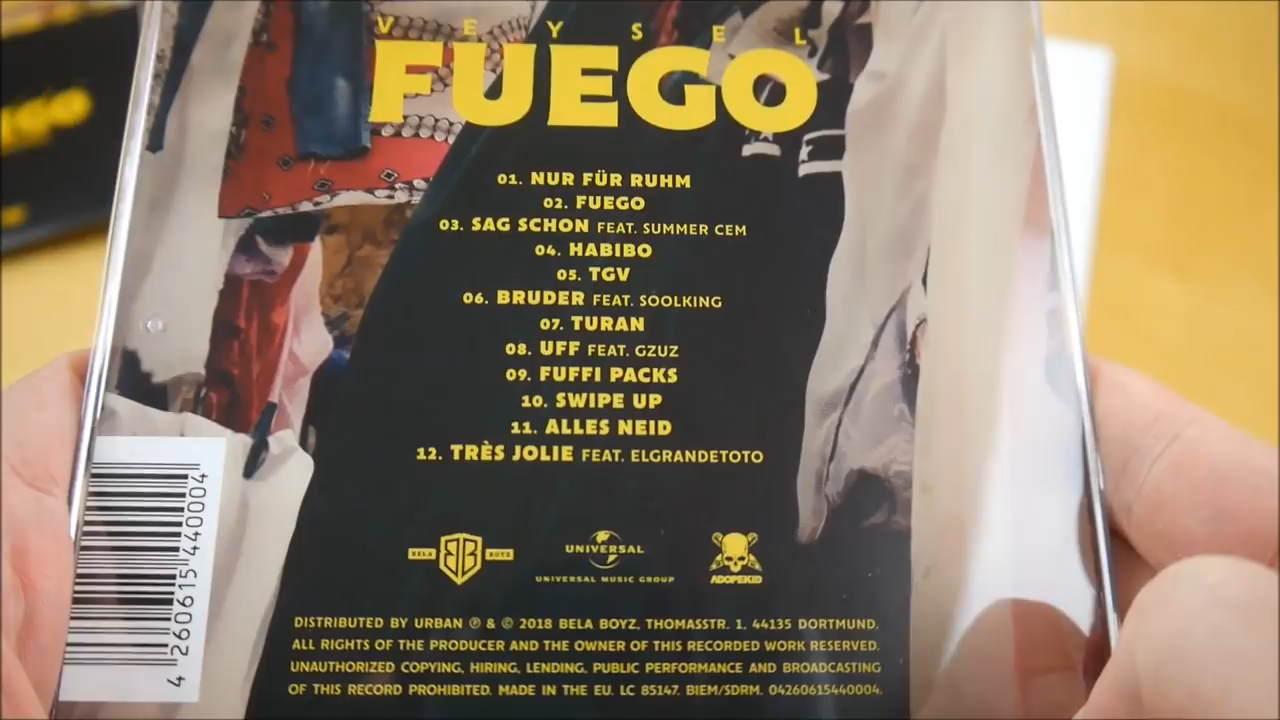 VEYSEL
FUEGO
01. NUR FÜR RUHM
02. FUEGO
03. SAG SCHON FEAT. SUMMER CEM
04. HABIBO
05. TGV
06. BRUDER FEAT. SOOLKING
07. TURAN
08. UFF FEAT. GZUZ
09. FUFFI PACKS
10. SWIPE UP
11. ALLES NEID
12. TRÈS JOLIE FEAT. ELGRANDETOTO
BELA BB BOYZ
UNIVERSAL
UNIVERSAL MUSIC GROUP
ADOPEKID
DISTRIBUTED BY URBAN ℗ & © 2018 BELA BOYZ, THOMASSTR. 1, 44135 DORTMUND.
ALL RIGHTS OF THE PRODUCER AND THE OWNER OF THIS RECORDED WORK RESERVED.
UNAUTHORIZED COPYING, HIRING, LENDING, PUBLIC PERFORMANCE AND BROADCASTING
OF THIS RECORD PROHIBITED. MADE IN THE EU. LC 85147. BIEM/SDRM. 04260615440004.
4 260615 440004